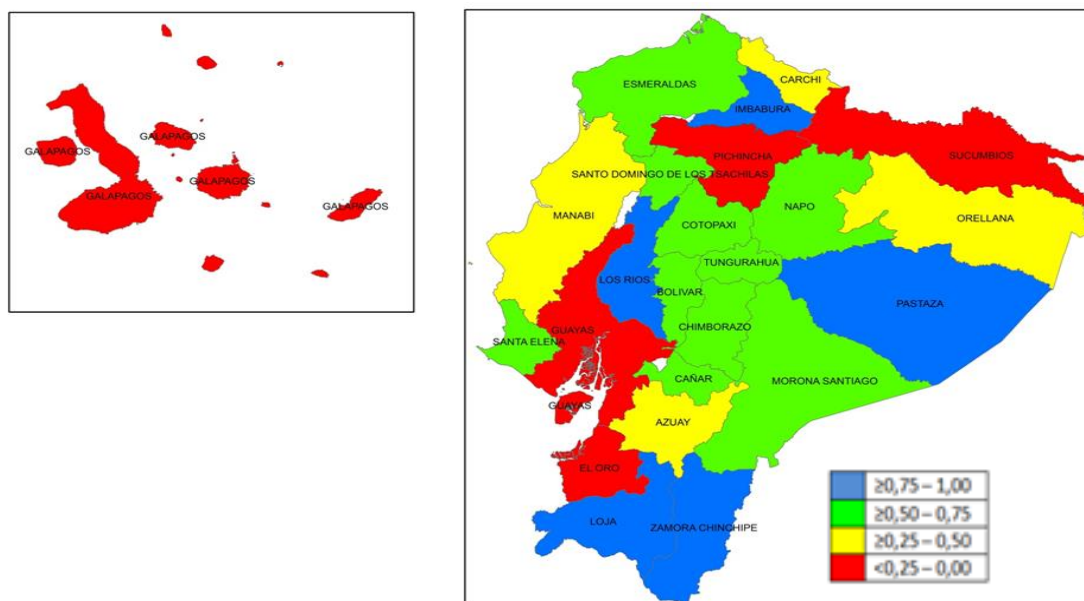 GALAPAGOS
GALAPAGOS
GALAPAGOS
GALAPAGOS
GALAPAGOS
ESMERALDAS
CARCHI
IMBABURA
PICHINCHA
SUCUMBIOS
SANTO DOMINGO DE LOS TSACHILAS
NAPO
MANABI
ORELLANA
COTOPAXI
TUNGURAHUA
LOS RIOS
BOLIVAR
PASTAZA
CHIMBORAZO
GUAYAS
SANTA ELENA
CAÑAR
MORONA SANTIAGO
GUAYAS
AZUAY
EL ORO
LOJA
ZAMORA CHINCHIPE
≥0,75 – 1,00
≥0,50 – 0,75
≥0,25 – 0,50
<0,25 – 0,00